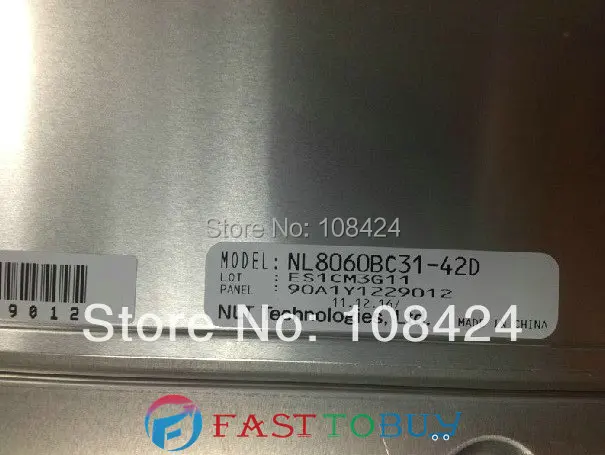 Store No: 108424
MODEL: NL8060BC31-42D
LOT : ES1CM3G11
PANEL : 90A1Y1229012
11.12.16/
Technologies,
MADE IN CHINA
9012
Store No: 108424
FASTTOBUY